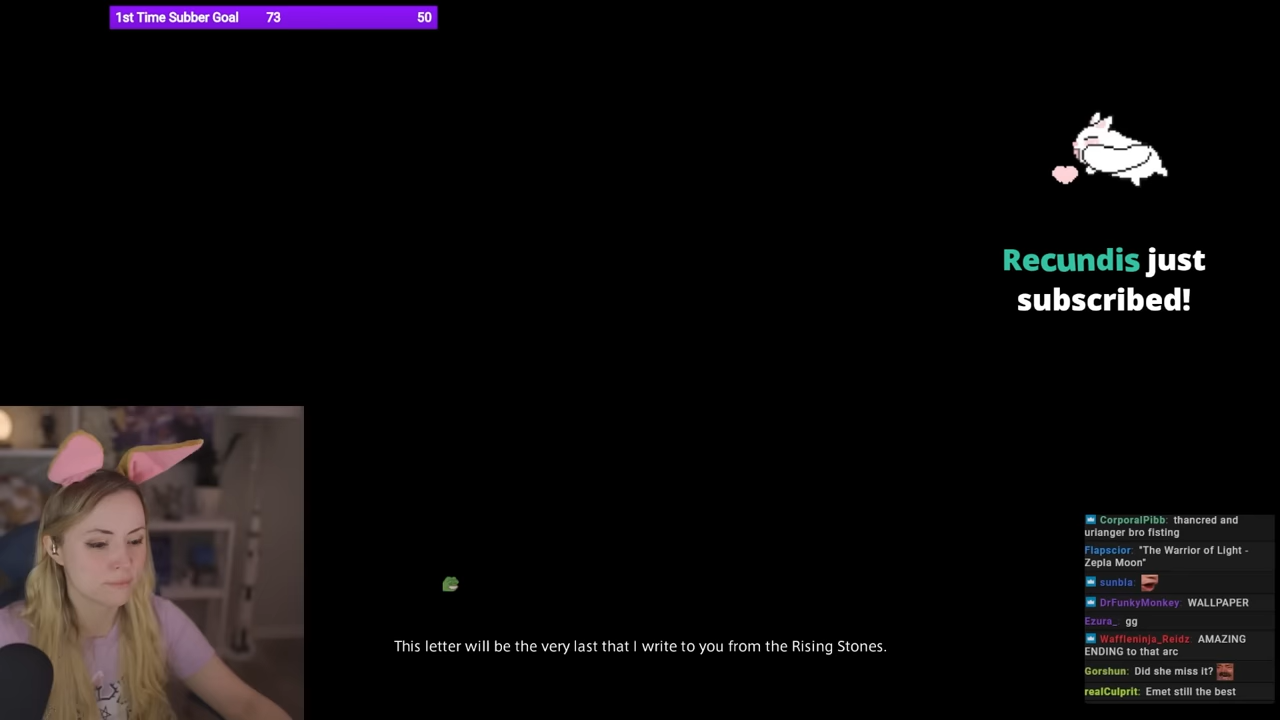 1st Time Subber Goal 73 50
Recundis just
subscribed!
CorporalPibb: thancred and
urianger bro fisting
Flapscior: "The Warrior of Light -
Zepla Moon"
sunbla:
DrFunkyMonkey: WALLPAPER
Ezura_ gg
Waffleninja_Reidz: AMAZING
ENDING to that arc
Gorshun: Did she miss it?
realCulprit: Emet still the best
This letter will be the very last that I write to you from the Rising Stones.